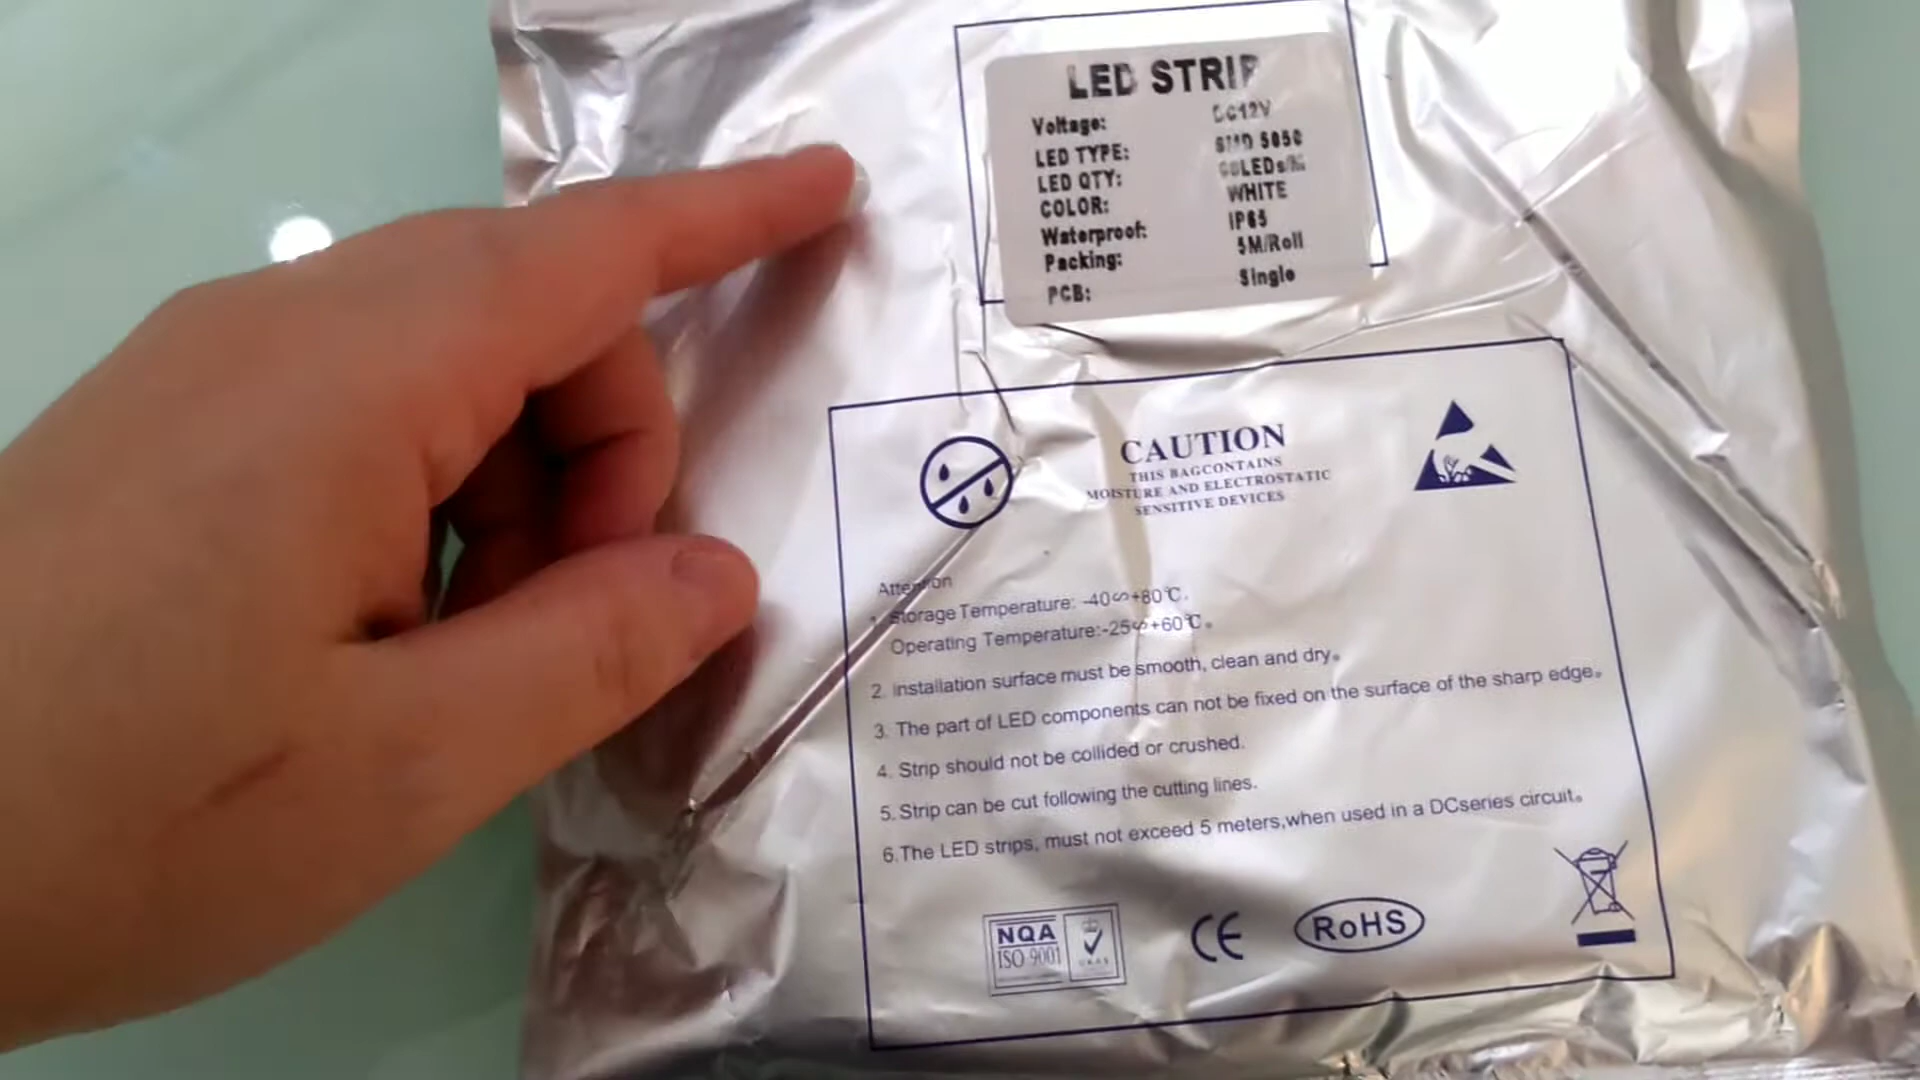 LED STRIP
Voltage: DC12V
LED TYPE: SMD 5050
LED QTY:
COLOR: WHITE
Waterproof: IP65
Packing: 5M/Roll
PCB: Single
CAUTION
THIS BAGCONTAINS
MOISTURE AND ELECTROSTATIC
SENSITIVE DEVICES
Attention
1. Storage Temperature: -40∽+80℃.
Operating Temperature:-25∽+60℃。
2. Installation surface must be smooth, clean and dry。
3. The part of LED components can not be fixed on the surface of the sharp edge。
4. Strip should not be collided or crushed.
5. Strip can be cut following the cutting lines.
6.The LED strips, must not exceed 5 meters,when used in a DCseries circuit。
NQA
ISO 9001
CE
RoHS